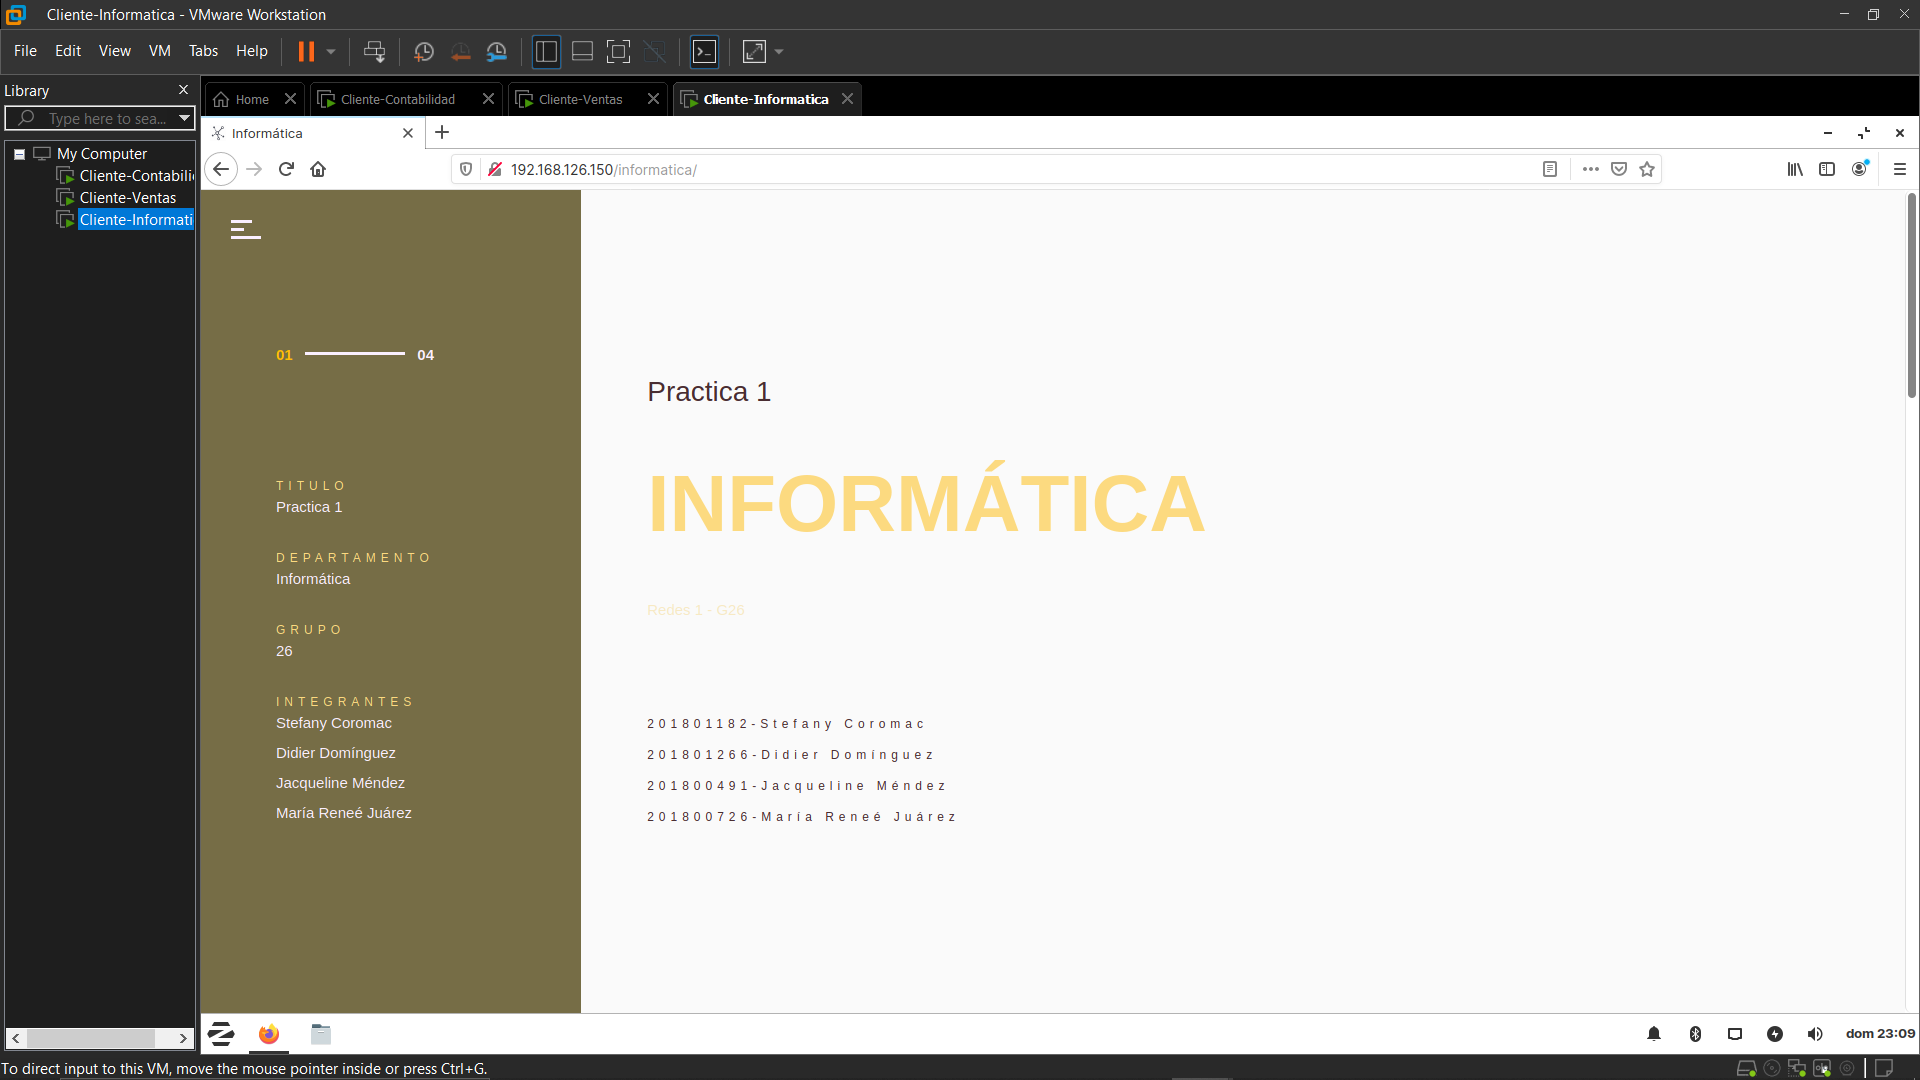 Cliente-Informatica - VMware Workstation
File Edit View VM Tabs Help
Library
Type here to sea...
My Computer
Cliente-Contabili
Cliente-Ventas
Cliente-Informati
Home
Cliente-Contabilidad
Cliente-Ventas
Cliente-Informatica
Informática
192.168.126.150/informatica/
01 04
TITULO
Practica 1
DEPARTAMENTO
Informática
GRUPO
26
INTEGRANTES
Stefany Coromac
Didier Domínguez
Jacqueline Méndez
María Reneé Juárez
Practica 1
INFORMÁTICA
Redes 1 - G26
201801182-Stefany Coromac
201801266-Didier Domínguez
201800491-Jacqueline Méndez
201800726-María Reneé Juárez
dom 23:09
To direct input to this VM, move the mouse pointer inside or press Ctrl+G.